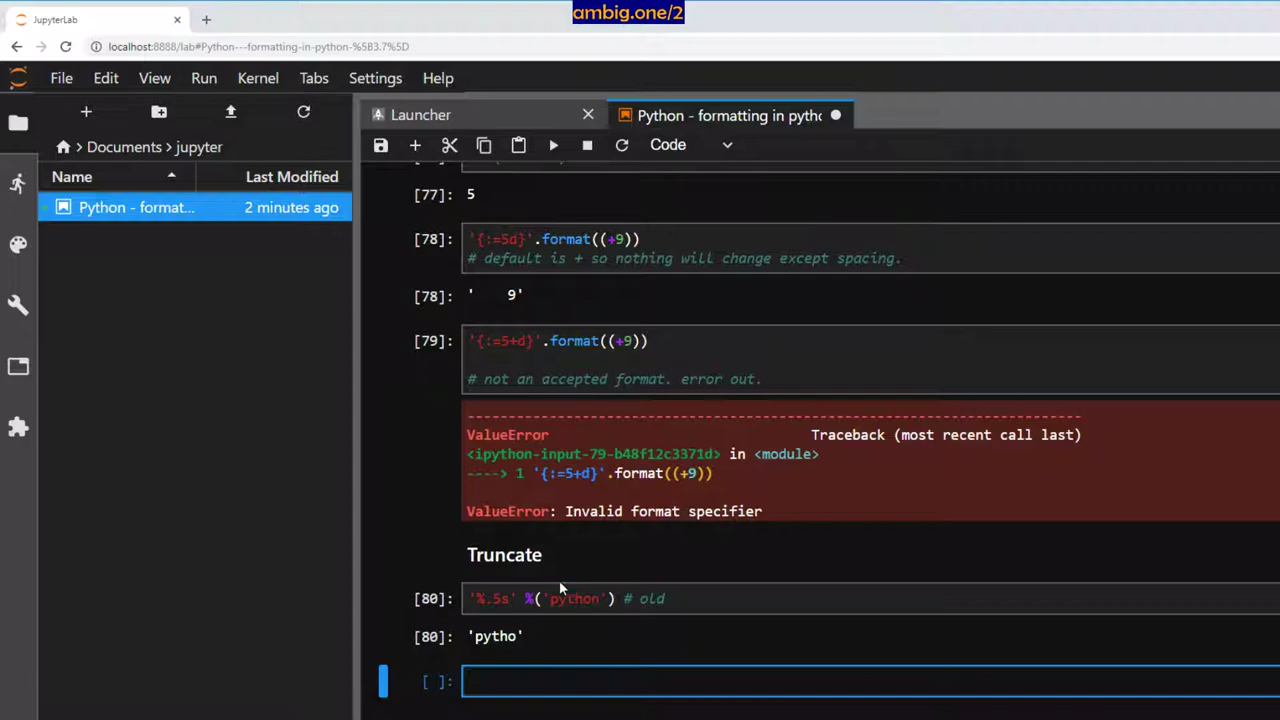 ambig.one/2
JupyterLab
localhost:8888/lab#Python---formatting-in-python-%5B3.7%5D
File Edit View Run Kernel Tabs Settings Help
Launcher
Python - formatting in pytho
Documents > jupyter
Code
Name Last Modified
Python - format... 2 minutes ago
[77]: 5
[78]: '{:=5d}'.format((+9))
# default is + so nothing will change except spacing.
[78]: '    9'
[79]: '{:=5+d}'.format((+9))
# not an accepted format. error out.
---------------------------------------------------------------------------
ValueError Traceback (most recent call last)
<ipython-input-79-b48f12c3371d> in <module>
----> 1 '{:=5+d}'.format((+9))
ValueError: Invalid format specifier
Truncate
[80]: '%.5s' %('python') # old
[80]: 'pytho'
[ ]: